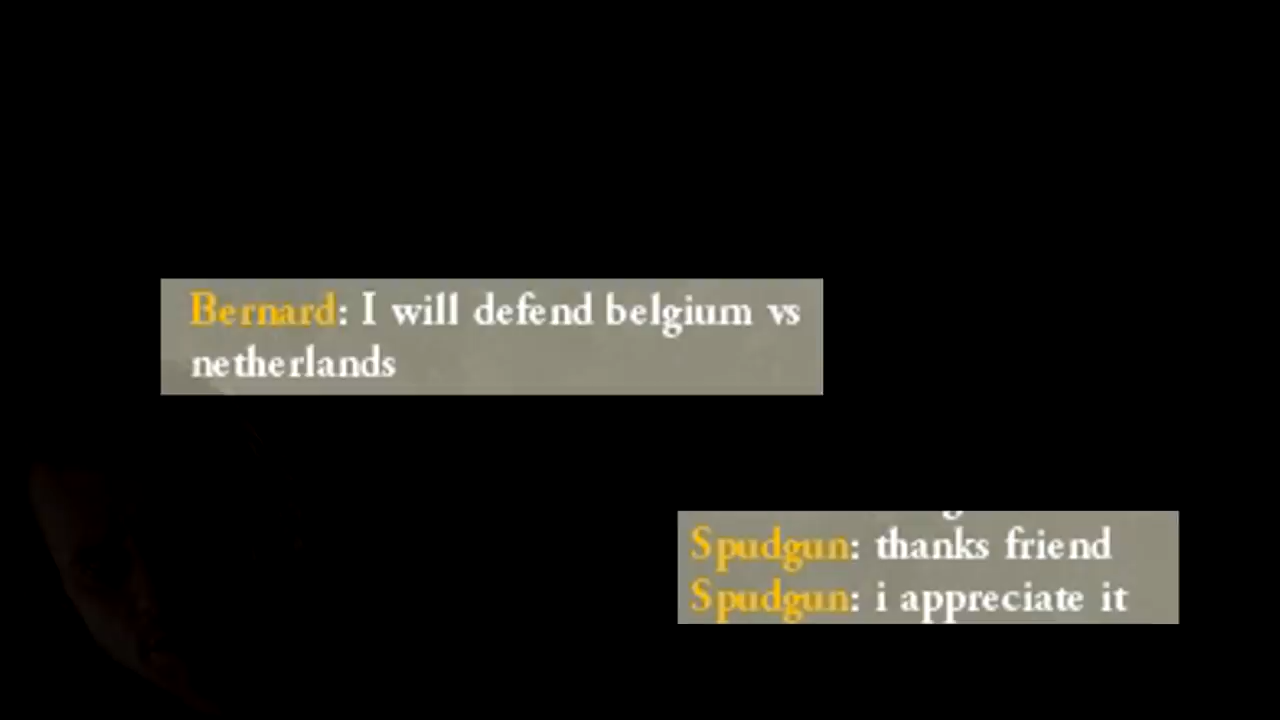 Bernard: I will defend belgium vs
netherlands
Spudgun: thanks friend
Spudgun: i appreciate it